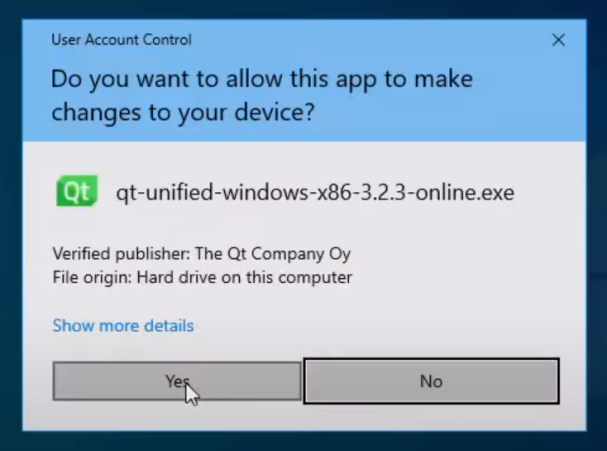 User Account Control
Do you want to allow this app to make
changes to your device?
Qt qt-unified-windows-x86-3.2.3-online.exe
Verified publisher: The Qt Company Oy
File origin: Hard drive on this computer
Show more details
Yes No